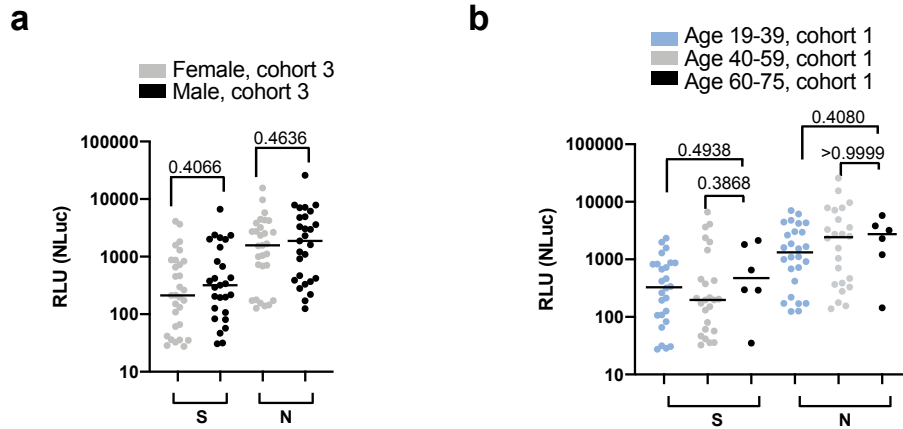 a
Female, cohort 3
Male, cohort 3
RLU (NLuc)
100000
10000
1000
100
10
0.4066
0.4636
S
N
b
Age 19-39, cohort 1
Age 40-59, cohort 1
Age 60-75, cohort 1
RLU (NLuc)
100000
10000
1000
100
10
0.4938
0.3868
0.4080
>0.9999
S
N